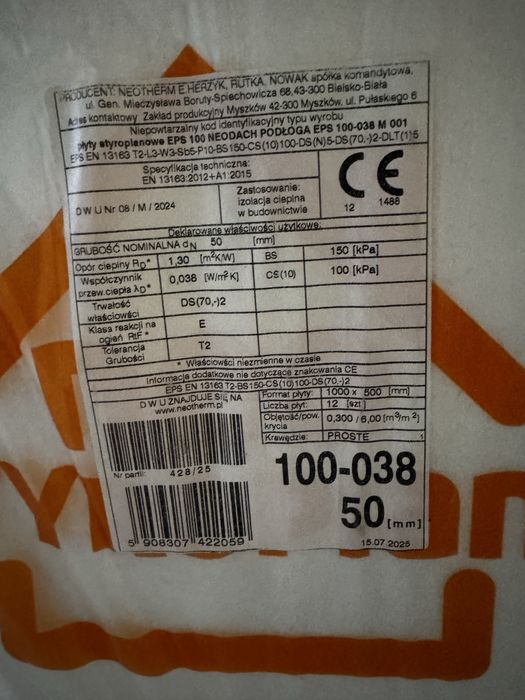 PRODUCENT: NEOTHERM E.HERZYK, RUTKA, NOWAK spółka komandytowa,
ul. Gen. Mieczysława Boruty-Spiechowicza 68, 43-300 Bielsko-Biała
Adres kontaktowy: Zakład produkcyjny Myszków 42-300 Myszków, ul. Pułaskiego 6
Niepowtarzalny kod identyfikacyjny typu wyrobu
płyty styropianowe EPS 100 NEODACH PODŁOGA EPS 100-038 M 001
EPS EN 13163 T2-L3-W3-Sb5-P10-BS150-CS(10)100-DS(N)5-DS(70,-)2-DLT(1)5
Specyfikacja techniczna:
EN 13163:2012+A1:2015
DWU Nr 08 / M / 2024
Zastosowanie:
izolacja cieplna
w budownictwie
CE
12 1488
Deklarowane właściwości użytkowe:
GRUBOŚĆ NOMINALNA dN 50 [mm]
Opór cieplny RD* 1,30 [m²K/W] BS 150 [kPa]
Współczynnik
przew.ciepła λD* 0,038 [W/m²K] CS(10) 100 [kPa]
Trwałość
właściwości DS(70,-)2
Klasa reakcji na
ogień RtF * E
Tolerancja
Grubości T2
* Właściwości niezmienne w czasie
Informacje dodatkowe nie dotyczące znakowania CE
EPS EN 13163 T2-BS150-CS(10)100-DS(70,-)2
DWU ZNAJDUJE SIĘ NA
www.neotherm.pl
Format płyty: 1000 x 500 [mm]
Liczba płyt: 12 [szt]
Objętość/pow.
krycia 0,300 / 6,00 [m³/m²]
Krawędzie: PROSTE 1
Nr partii: 428/25
100-038
50 [mm]
5 908307 422059
15.07.2025